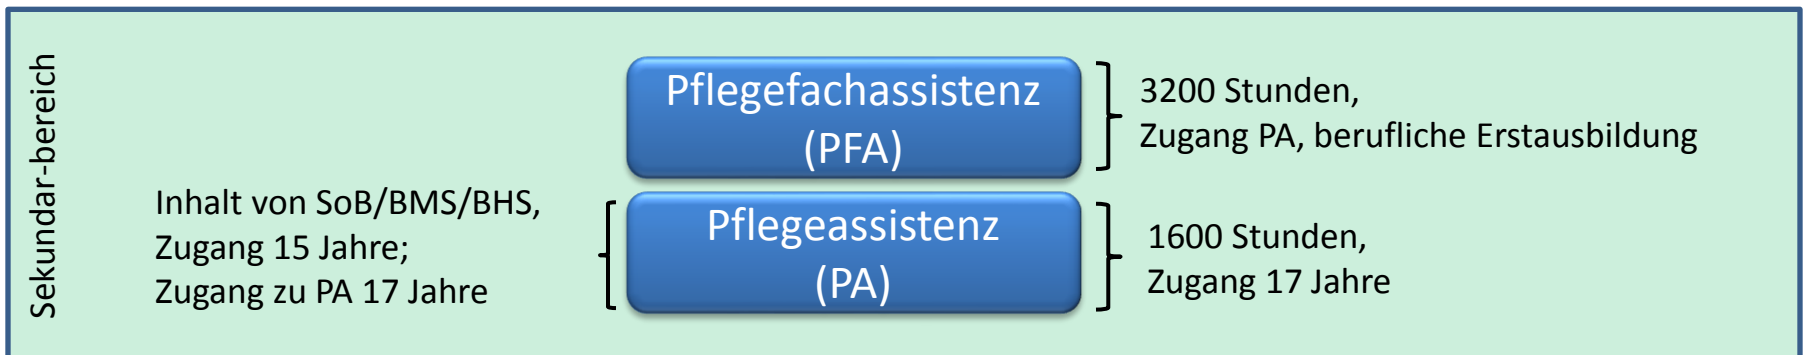 Sekundar-bereich
Pflegefachassistenz
(PFA)
3200 Stunden,
Zugang PA, berufliche Erstausbildung
Inhalt von SoB/BMS/BHS,
Zugang 15 Jahre;
Zugang zu PA 17 Jahre
Pflegeassistenz
(PA)
1600 Stunden,
Zugang 17 Jahre